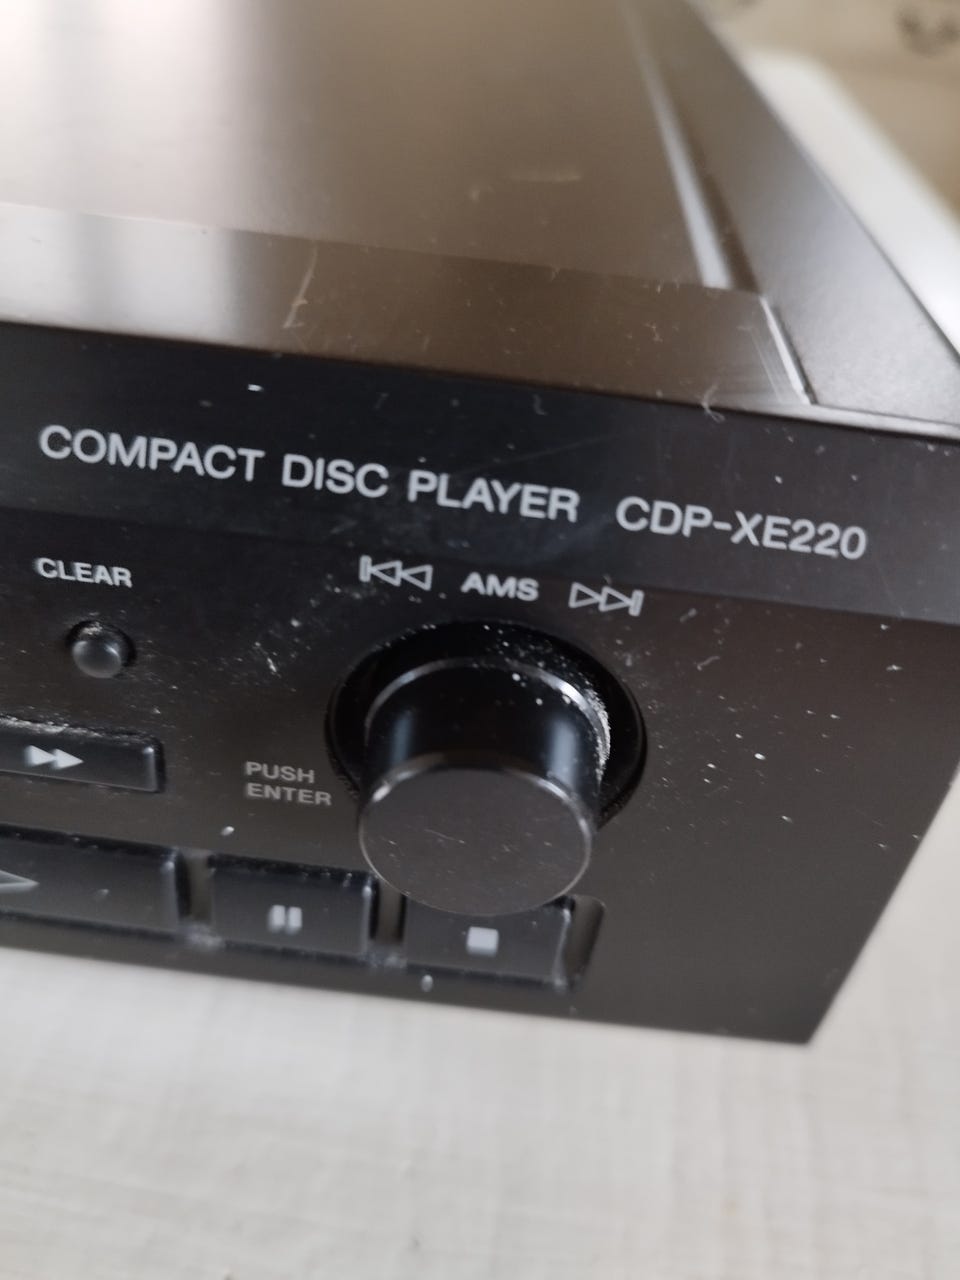 COMPACT DISC PLAYER CDP-XE220
CLEAR
AMS
PUSH
ENTER